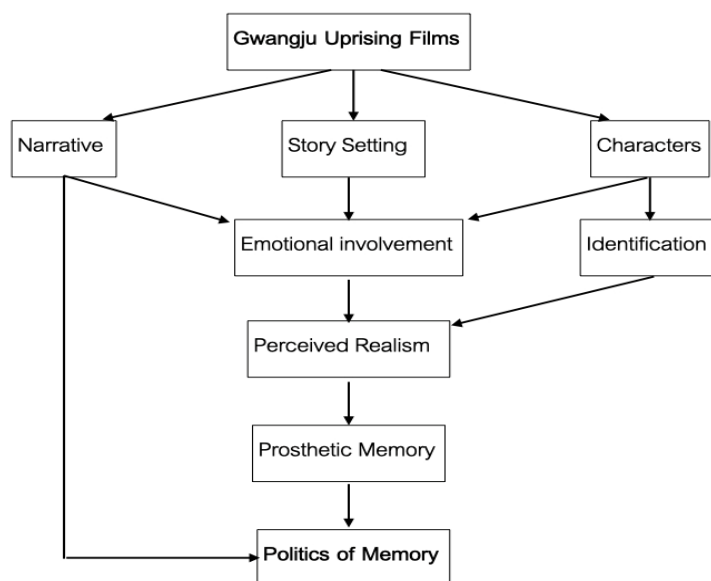 Gwangju Uprising Films
Narrative
Story Setting
Characters
Emotional involvement
Identification
Perceived Realism
Prosthetic Memory
Politics of Memory